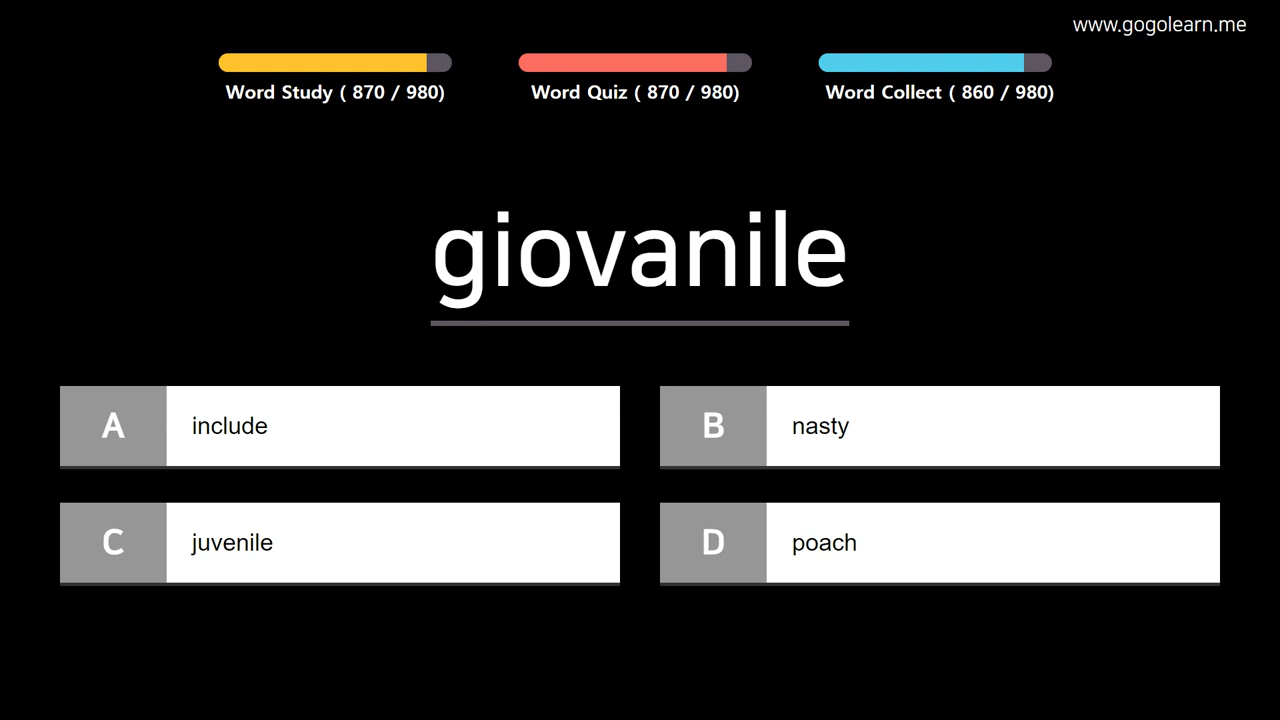 www.gogolearn.me
Word Study ( 870 / 980)
Word Quiz ( 870 / 980)
Word Collect ( 860 / 980)
giovanile
A include
B nasty
C juvenile
D poach